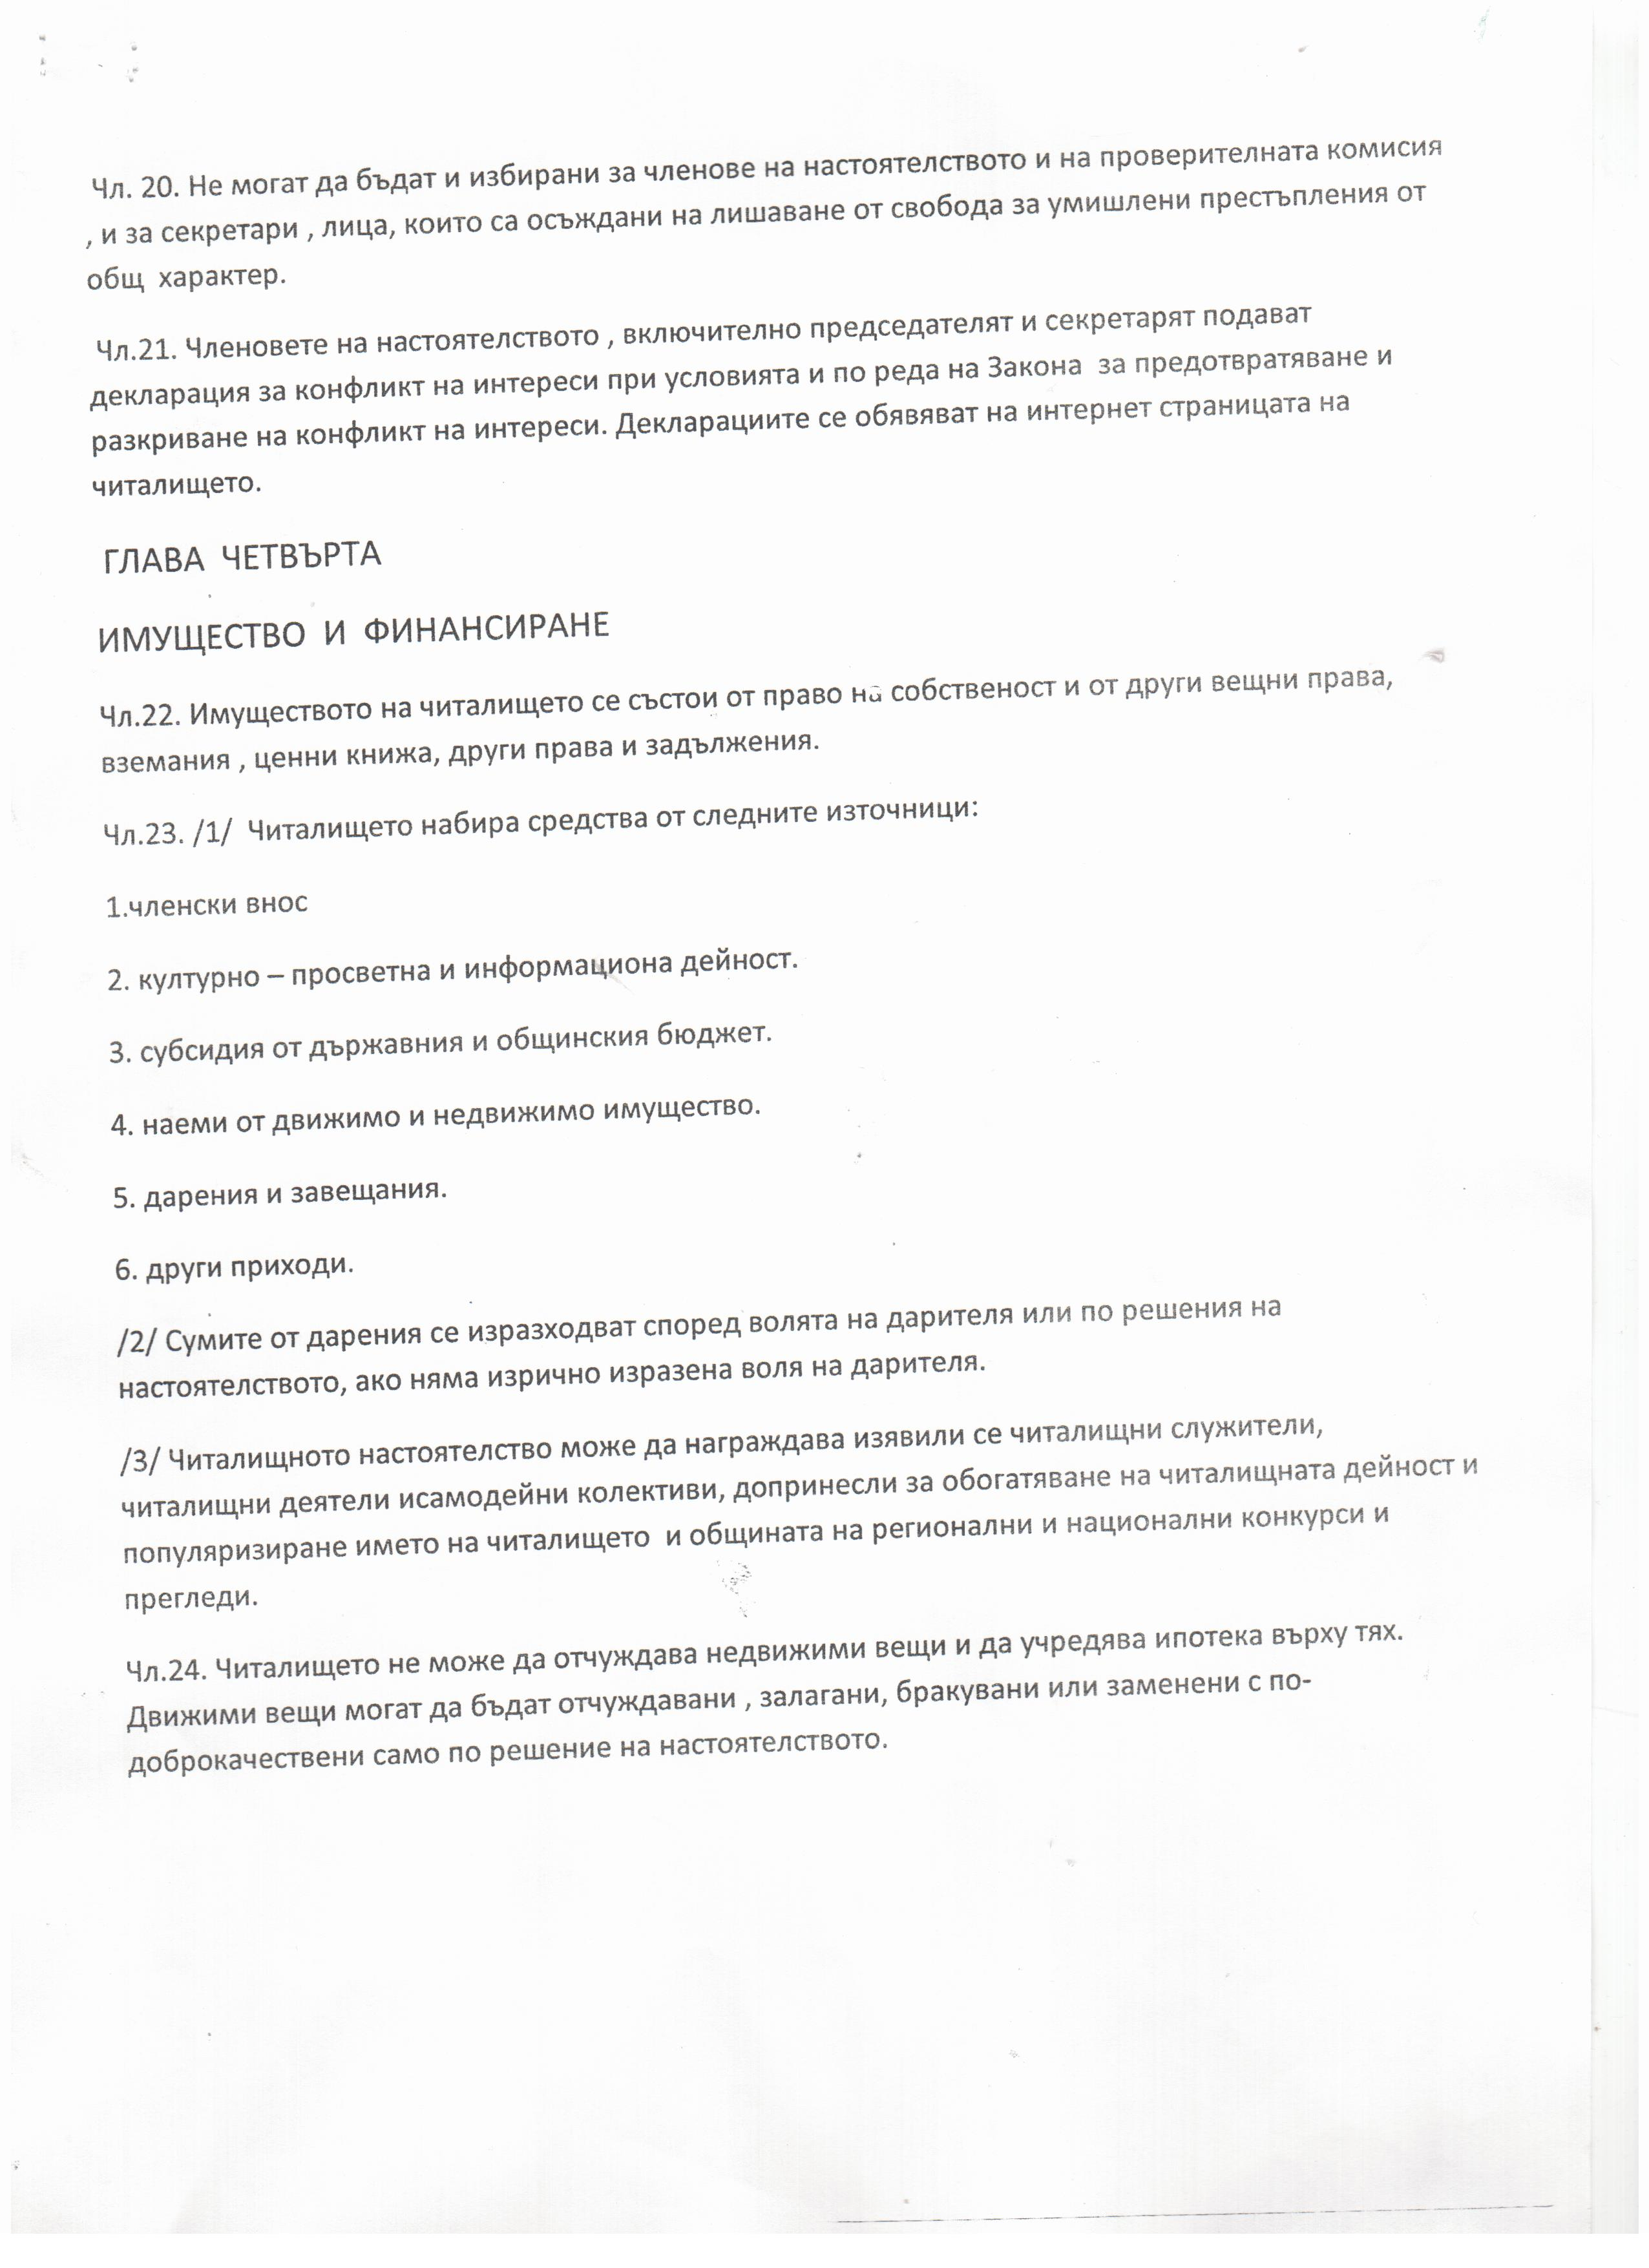 Чл. 20. Не могат да бъдат и избирани за членове на настоятелството и на проверителната комисия
, и за секретари , лица, които са осъждани на лишаване от свобода за умишлени престъпления от
общ характер.
Чл.21. Членовете на настоятелството , включително председателят и секретарят подават
декларация за конфликт на интереси при условията и по реда на Закона за предотвратяване и
разкриване на конфликт на интереси. Декларациите се обявяват на интернет страницата на
читалището.
ГЛАВА ЧЕТВЪРТА
ИМУЩЕСТВО И ФИНАНСИРАНЕ
Чл.22. Имуществото на читалището се състои от право на собственост и от други вещни права,
вземания , ценни книжа, други права и задължения.
Чл.23. /1/ Читалището набира средства от следните източници:
1.членски внос
2. културно – просветна и информациона дейност.
3. субсидия от държавния и общинския бюджет.
4. наеми от движимо и недвижимо имущество.
5. дарения и завещания.
6. други приходи.
/2/ Сумите от дарения се изразходват според волята на дарителя или по решения на
настоятелството, ако няма изрично изразена воля на дарителя.
/3/ Читалищното настоятелство може да награждава изявили се читалищни служители,
читалищни деятели исамодейни колективи, допринесли за обогатяване на читалищната дейност и
популяризиране името на читалището и общината на регионални и национални конкурси и
прегледи.
Чл.24. Читалището не може да отчуждава недвижими вещи и да учредява ипотека върху тях.
Движими вещи могат да бъдат отчуждавани , залагани, бракувани или заменени с по-
доброкачествени само по решение на настоятелството.